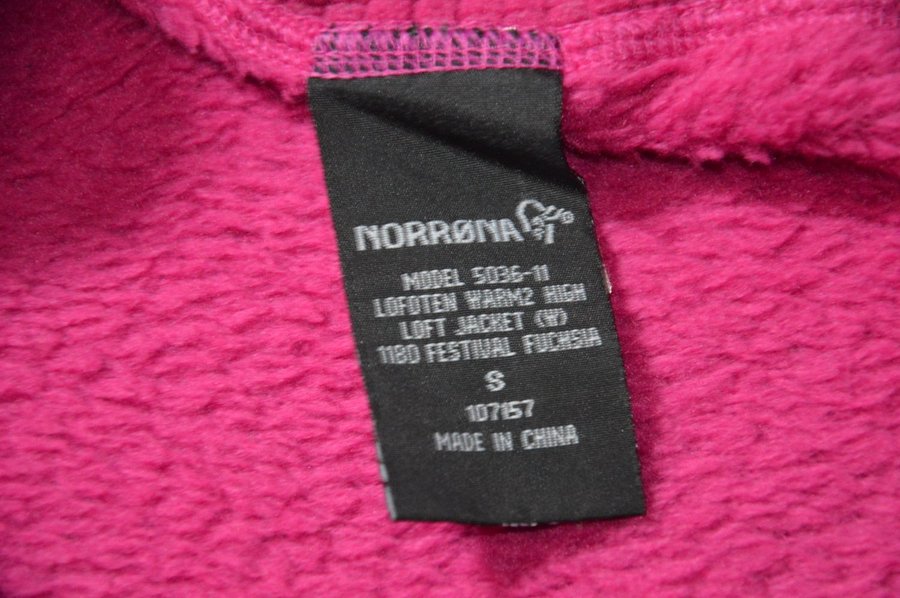 NORRØNA
MODEL 5036-11
LOFOTEN WARM2 HIGH
LOFT JACKET (W)
1180 FESTIVAL FUCHSIA
S
107157
MADE IN CHINA